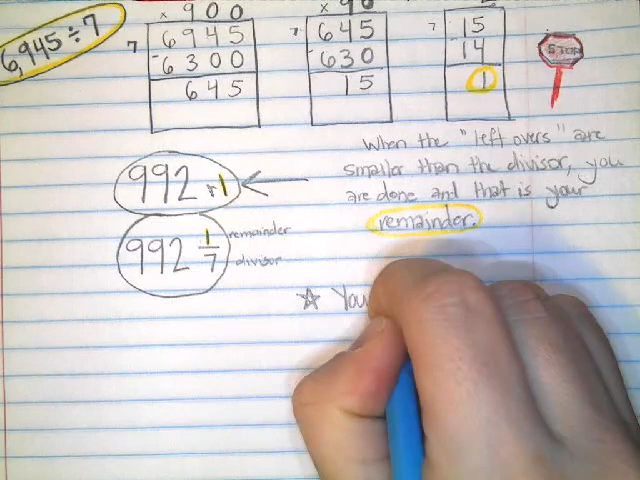 6,945 ÷ 7
× 900
7 6945
- 6300
645
× 90
7 645
- 630
15
7 15
- 14
1
STOP
992 r1
When the "left overs" are
smaller than the divisor, you
are done and that is your
remainder.
992 1/7
remainder
divisor
☆ You